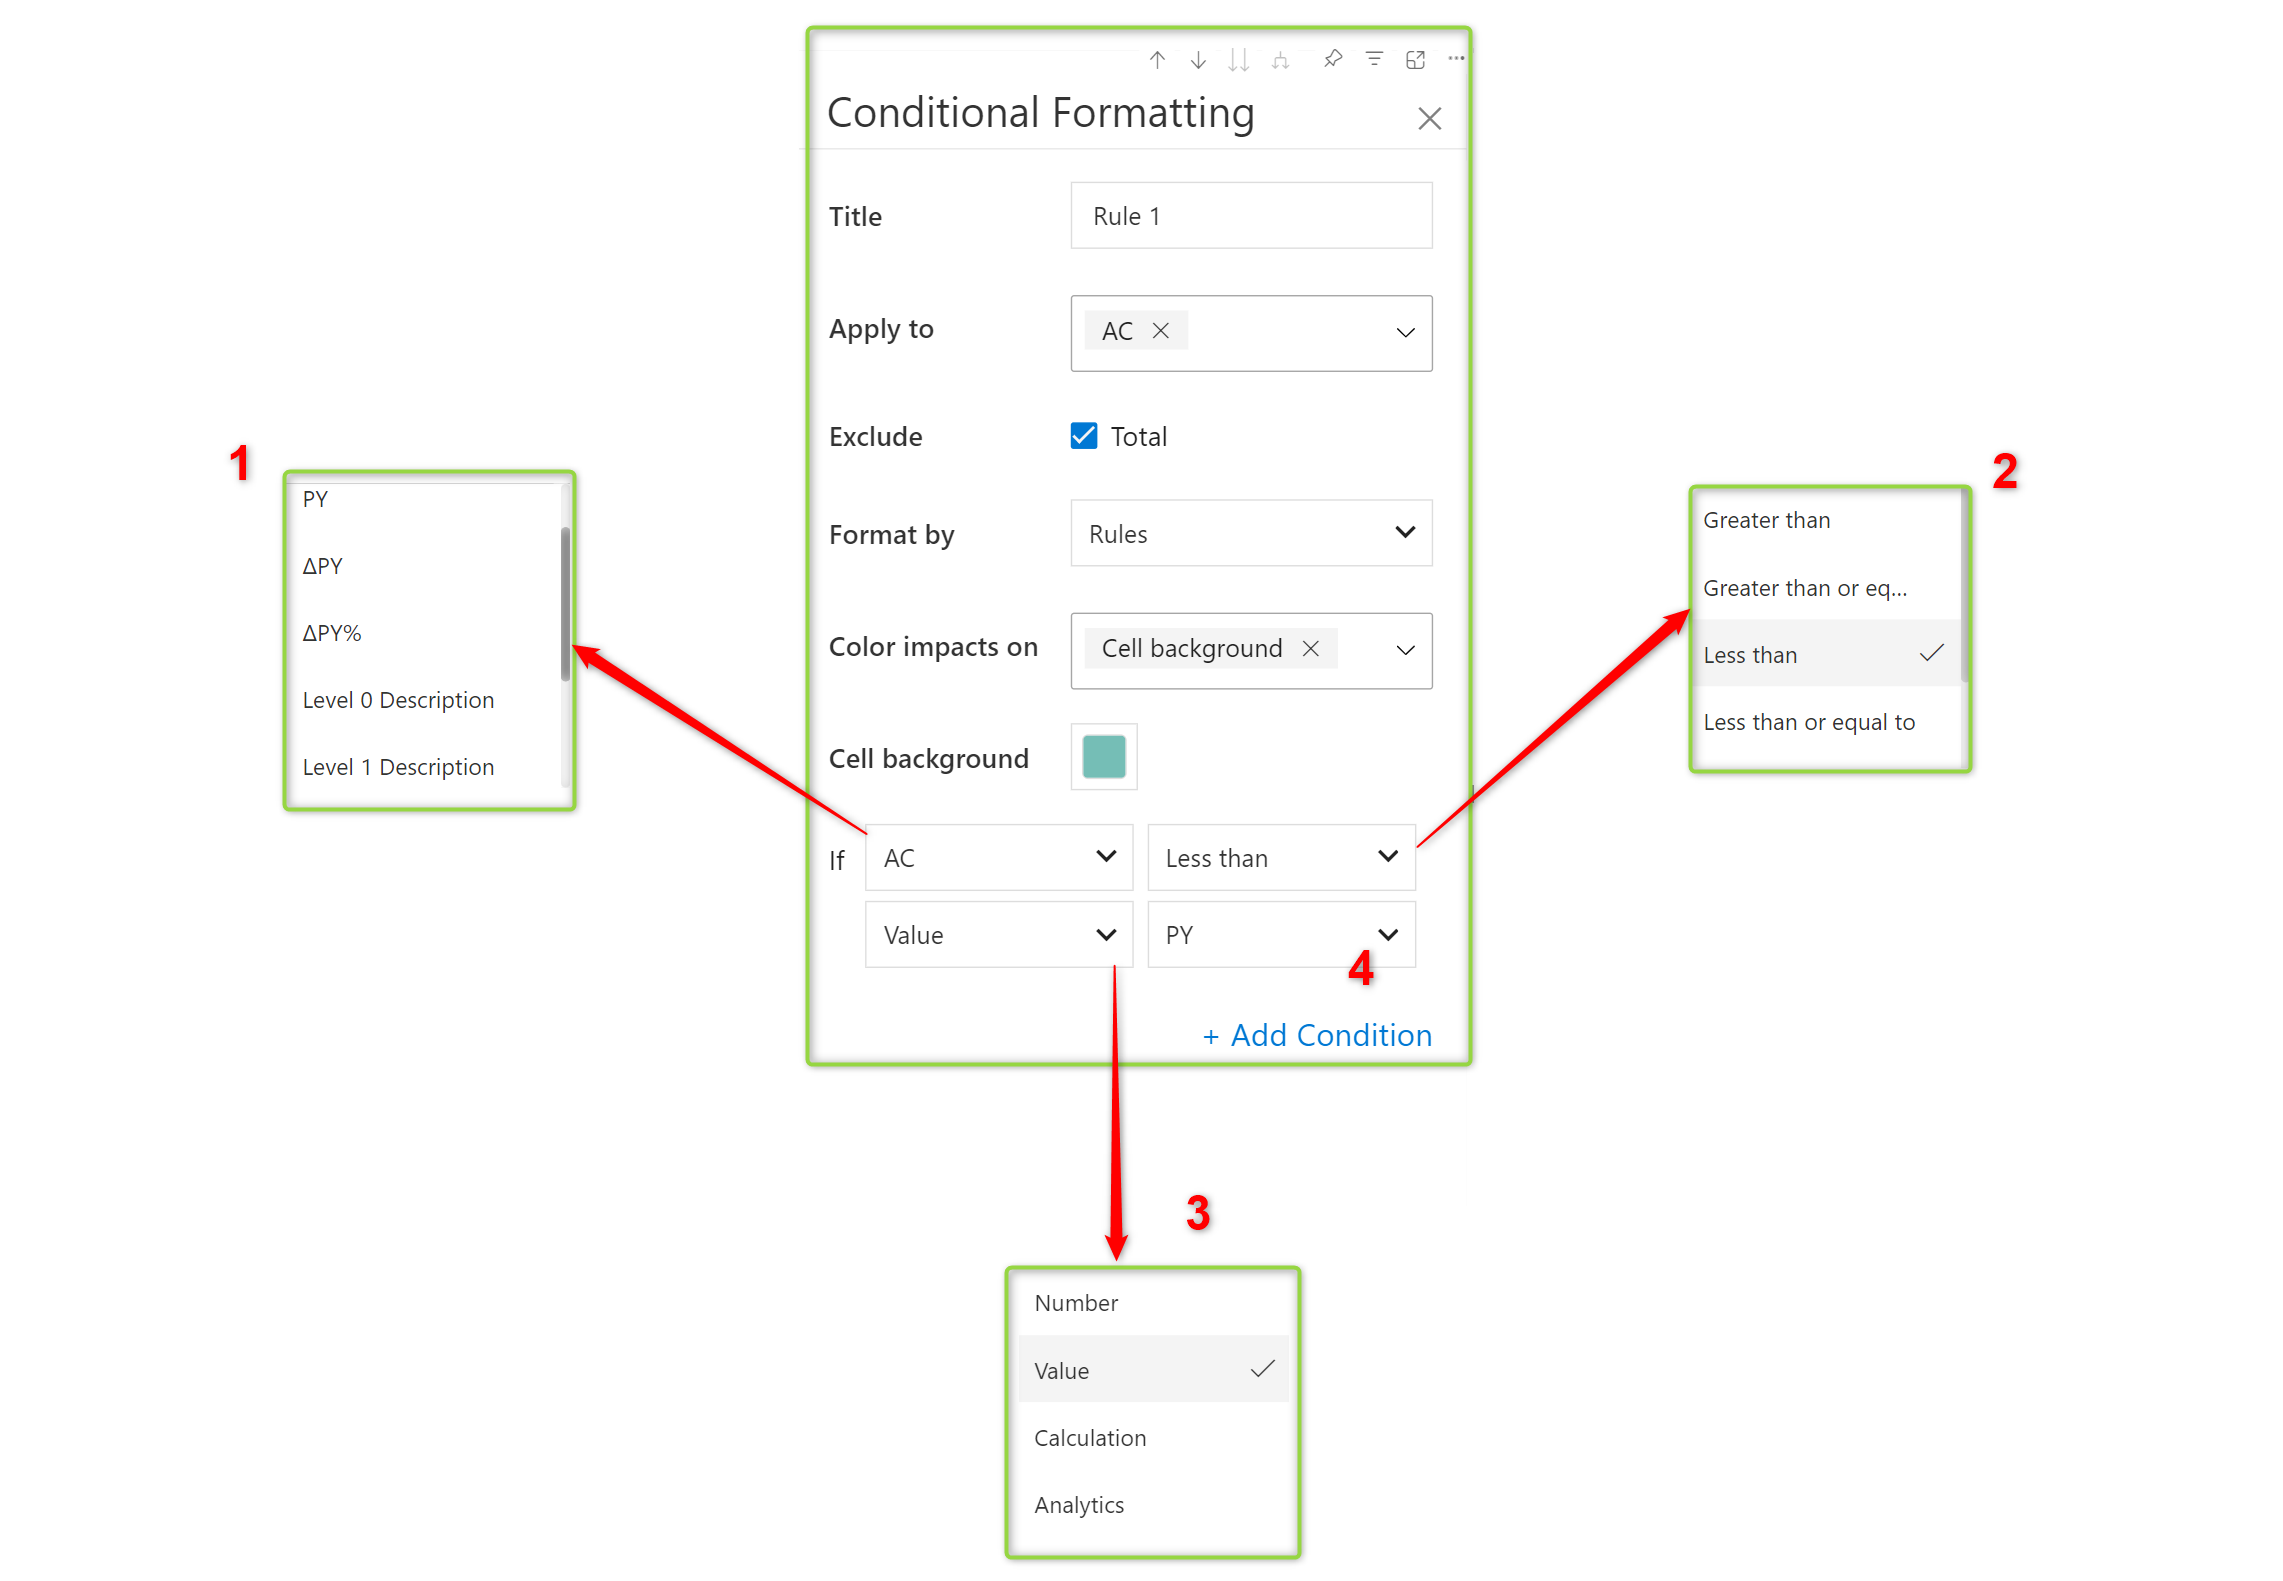 Conditional Formatting
Title
Rule 1
Apply to
AC
Exclude
Total
1
2
PY
ΔPY
ΔPY%
Level 0 Description
Level 1 Description
Format by
Rules
Color impacts on
Cell background
Cell background
Greater than
Greater than or eq...
Less than
Less than or equal to
If
AC
Less than
Value
PY
4
+ Add Condition
3
Number
Value
Calculation
Analytics